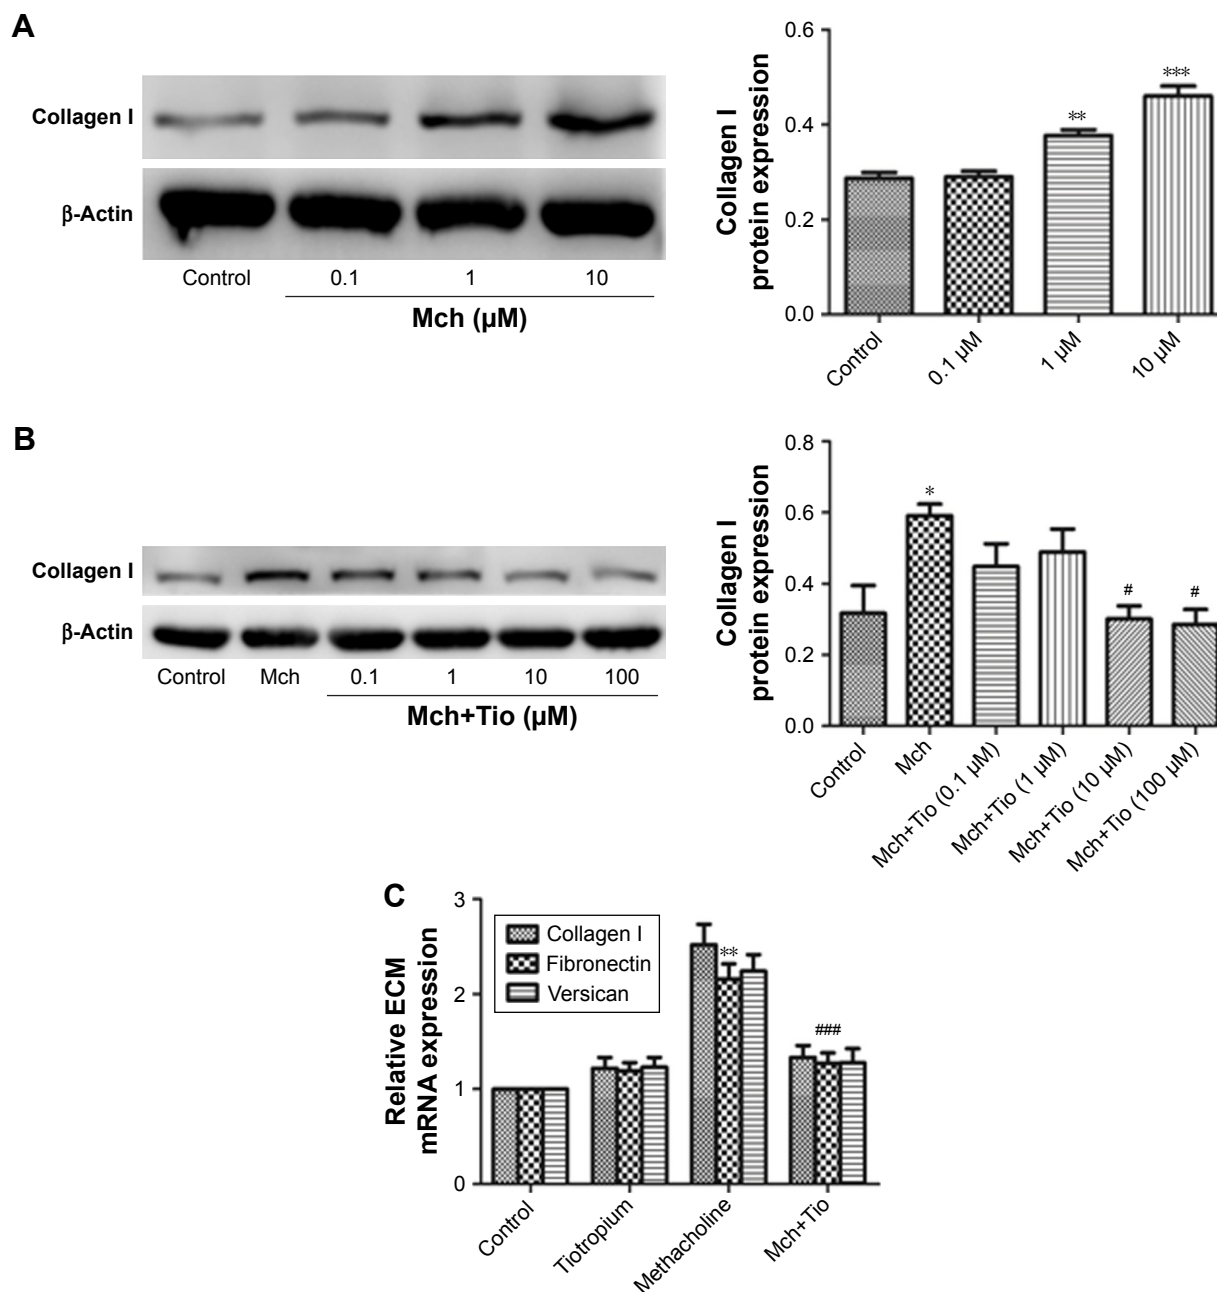 A
Collagen I
β-Actin
Control 0.1 1 10
Mch (µM)
Collagen I
protein expression
0.6
0.4
0.2
0.0
**
***
Control
0.1 µM
1 µM
10 µM
B
Collagen I
β-Actin
Control Mch 0.1 1 10 100
Mch+Tio (µM)
Collagen I
protein expression
0.8
0.6
0.4
0.2
0.0
*
#
#
Control
Mch
Mch+Tio (0.1 µM)
Mch+Tio (1 µM)
Mch+Tio (10 µM)
Mch+Tio (100 µM)
C
Relative ECM
mRNA expression
3
2
1
0
Collagen I
Fibronectin
Versican
**
###
Control
Tiotropium
Methacholine
Mch+Tio